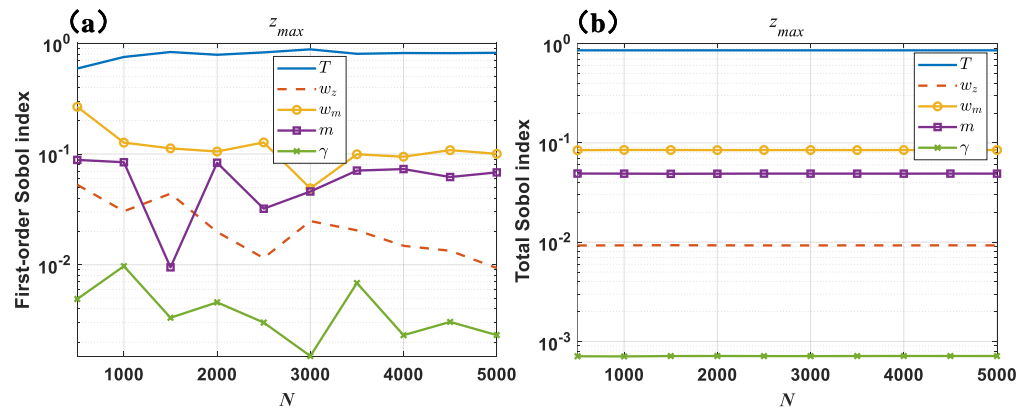 (a)
z_max
First-order Sobol index
10^0
10^-1
10^-2
T
w_z
w_m
m
γ
1000 2000 3000 4000 5000
N
(b)
z_max
Total Sobol index
10^0
10^-1
10^-2
10^-3
T
w_z
w_m
m
γ
1000 2000 3000 4000 5000
N